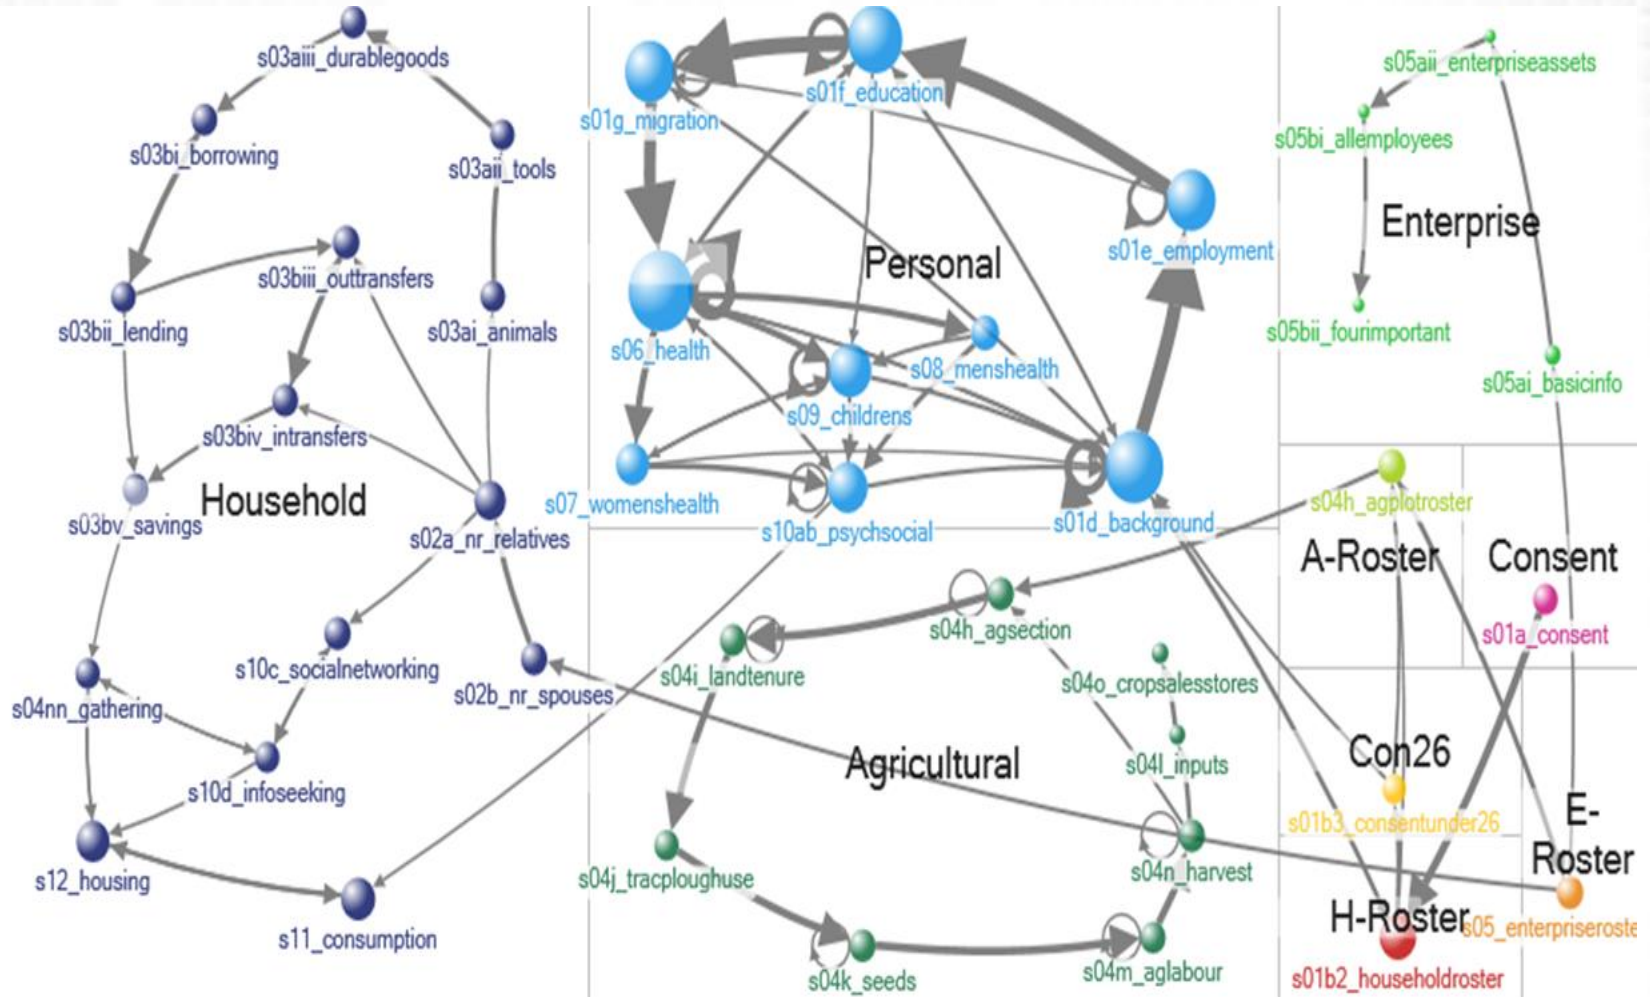 s03aiii_durablegoods
s03bi_borrowing
s03aii_tools
s03biii_outtransfers
s03bii_lending
s03ai_animals
s03biv_intransfers
Household
s03bv_savings
s02a_nr_relatives
s10c_socialnetworking
s02b_nr_spouses
s04nn_gathering
s10d_infoseeking
s12_housing
s11_consumption
s01f_education
s01g_migration
s01e_employment
Personal
s06_health
s08_menshealth
s09_childrens
s07_womenshealth
s10ab_psychsocial
s01d_background
s04h_agsection
s04i_landtenure
s04o_cropsalesstores
s04l_inputs
Agricultural
s04j_tracploughuse
s04n_harvest
s04k_seeds
s04m_aglabour
s05aii_enterpriseassets
s05bi_allemployees
Enterprise
s05bii_fourimportant
s05ai_basicinfo
s04h_agplotroster
A-Roster
Consent
s01a_consent
Con26
s01b3_consentunder26
E-
Roster
H-Roster
s05_enterpriseroste
s01b2_householdroster